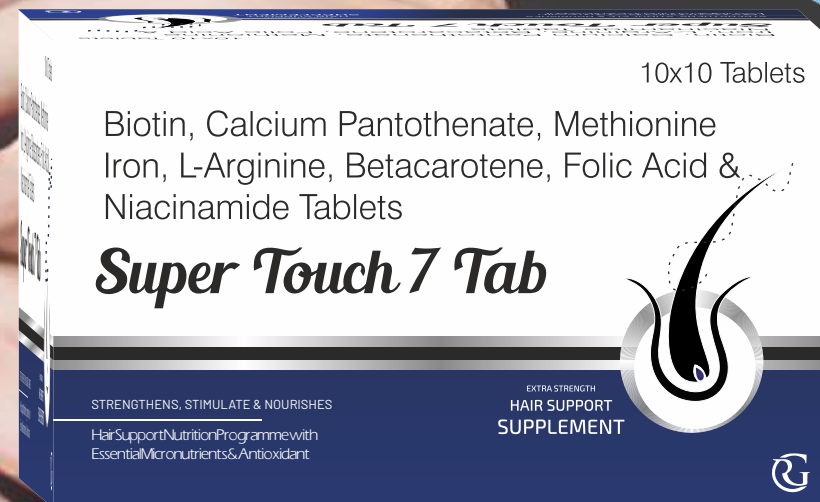 10x10 Tablets
Biotin, Calcium Pantothenate, Methionine
Iron, L-Arginine, Betacarotene, Folic Acid &
Niacinamide Tablets
Super Touch 7 Tab
STRENGTHENS, STIMULATE & NOURISHES
HairSupportNutritionProgrammewith
EssentialMicronutrients&Antioxidant
EXTRA STRENGTH
HAIR SUPPORT
SUPPLEMENT